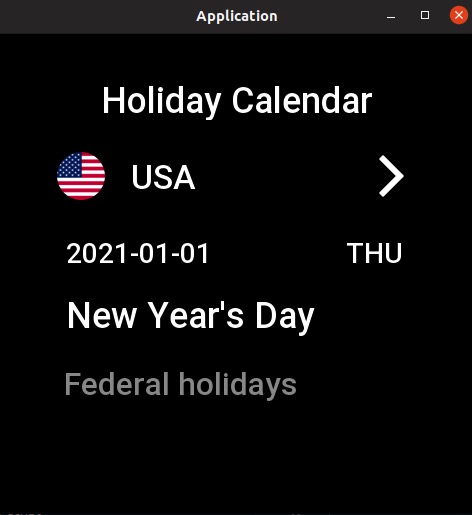 Application
Holiday Calendar
USA
2021-01-01 THU
New Year's Day
Federal holidays